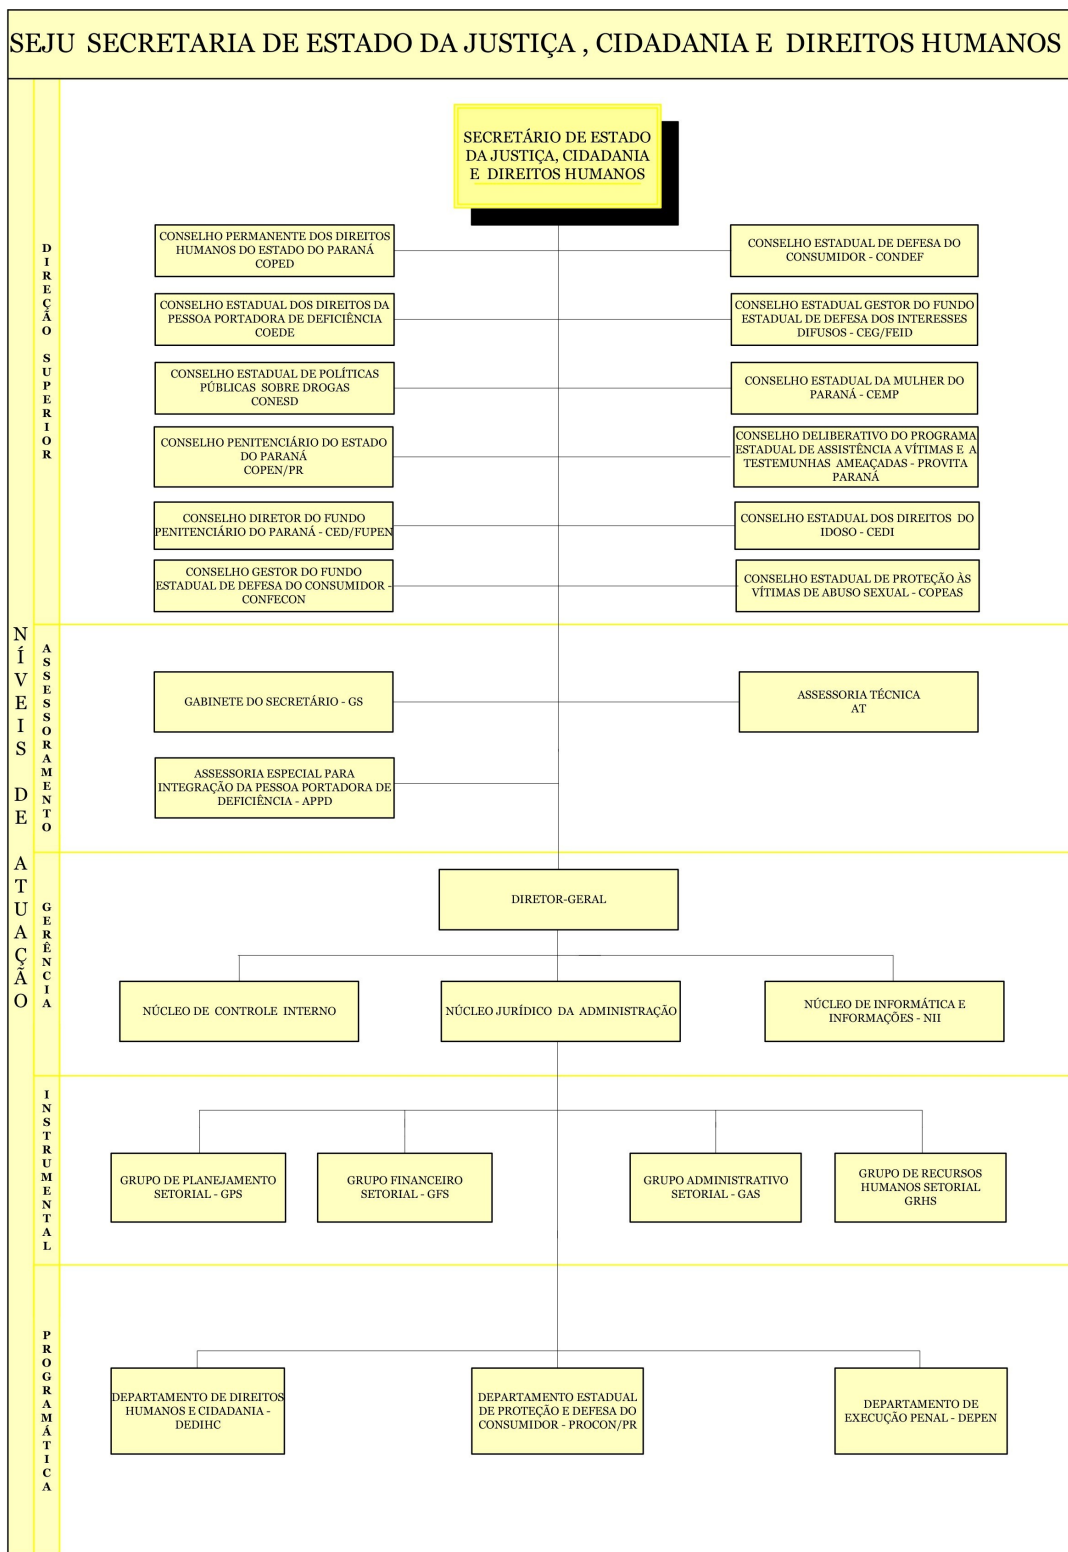 SEJU SECRETARIA DE ESTADO DA JUSTIÇA , CIDADANIA E DIREITOS HUMANOS
NÍVEIS DE ATUAÇÃO
DIREÇÃO SUPERIOR
SECRETÁRIO DE ESTADO
DA JUSTIÇA, CIDADANIA
E DIREITOS HUMANOS
CONSELHO PERMANENTE DOS DIREITOS
HUMANOS DO ESTADO DO PARANÁ
COPED
CONSELHO ESTADUAL DE DEFESA DO
CONSUMIDOR - CONDEF
CONSELHO ESTADUAL DOS DIREITOS DA
PESSOA PORTADORA DE DEFICIÊNCIA
COEDE
CONSELHO ESTADUAL GESTOR DO FUNDO
ESTADUAL DE DEFESA DOS INTERESSES
DIFUSOS - CEG/FEID
CONSELHO ESTADUAL DE POLÍTICAS
PÚBLICAS SOBRE DROGAS
CONESD
CONSELHO ESTADUAL DA MULHER DO
PARANÁ - CEMP
CONSELHO PENITENCIÁRIO DO ESTADO
DO PARANÁ
COPEN/PR
CONSELHO DELIBERATIVO DO PROGRAMA
ESTADUAL DE ASSISTÊNCIA A VÍTIMAS E A
TESTEMUNHAS AMEAÇADAS - PROVITA
PARANÁ
CONSELHO DIRETOR DO FUNDO
PENITENCIÁRIO DO PARANÁ - CED/FUPEN
CONSELHO ESTADUAL DOS DIREITOS DO
IDOSO - CEDI
CONSELHO GESTOR DO FUNDO
ESTADUAL DE DEFESA DO CONSUMIDOR -
CONFECON
CONSELHO ESTADUAL DE PROTEÇÃO ÀS
VÍTIMAS DE ABUSO SEXUAL - COPEAS
ASSESSORAMENTO
GABINETE DO SECRETÁRIO - GS
ASSESSORIA TÉCNICA
AT
ASSESSORIA ESPECIAL PARA
INTEGRAÇÃO DA PESSOA PORTADORA DE
DEFICIÊNCIA - APPD
GERÊNCIA
DIRETOR-GERAL
NÚCLEO DE CONTROLE INTERNO
NÚCLEO JURÍDICO DA ADMINISTRAÇÃO
NÚCLEO DE INFORMÁTICA E
INFORMAÇÕES - NII
INSTRUMENTAL
GRUPO DE PLANEJAMENTO
SETORIAL - GPS
GRUPO FINANCEIRO
SETORIAL - GFS
GRUPO ADMINISTRATIVO
SETORIAL - GAS
GRUPO DE RECURSOS
HUMANOS SETORIAL
GRHS
PROGRAMÁTICA
DEPARTAMENTO DE DIREITOS
HUMANOS E CIDADANIA -
DEDIHC
DEPARTAMENTO ESTADUAL
DE PROTEÇÃO E DEFESA DO
CONSUMIDOR - PROCON/PR
DEPARTAMENTO DE
EXECUÇÃO PENAL - DEPEN